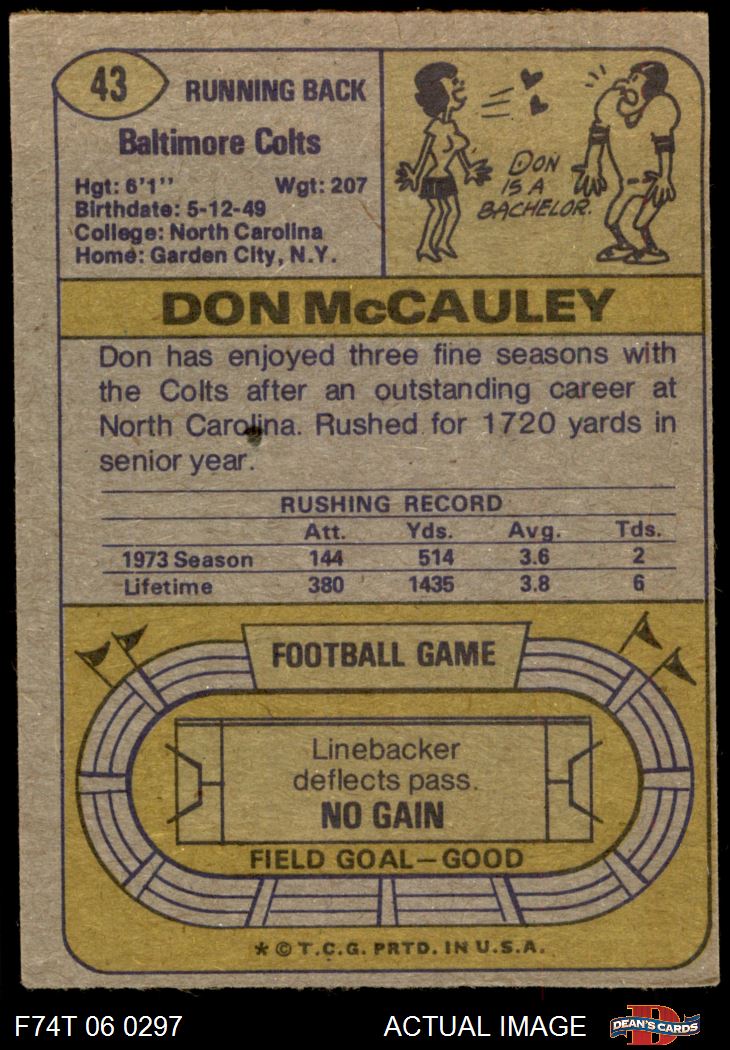 43
RUNNING BACK
Baltimore Colts
Hgt: 6'1"
Wgt: 207
Birthdate: 5-12-49
College: North Carolina
Home: Garden City, N.Y.
DON
IS A
BACHELOR.
DON McCAULEY
Don has enjoyed three fine seasons with
the Colts after an outstanding career at
North Carolina. Rushed for 1720 yards in
senior year.
RUSHING RECORD
Att. Yds. Avg. Tds.
1973 Season 144 514 3.6 2
Lifetime 380 1435 3.8 6
FOOTBALL GAME
Linebacker
deflects pass.
NO GAIN
FIELD GOAL—GOOD
* © T.C.G. PRTD. IN U.S.A.
F74T 06 0297
ACTUAL IMAGE
D
DEAN'S CARDS